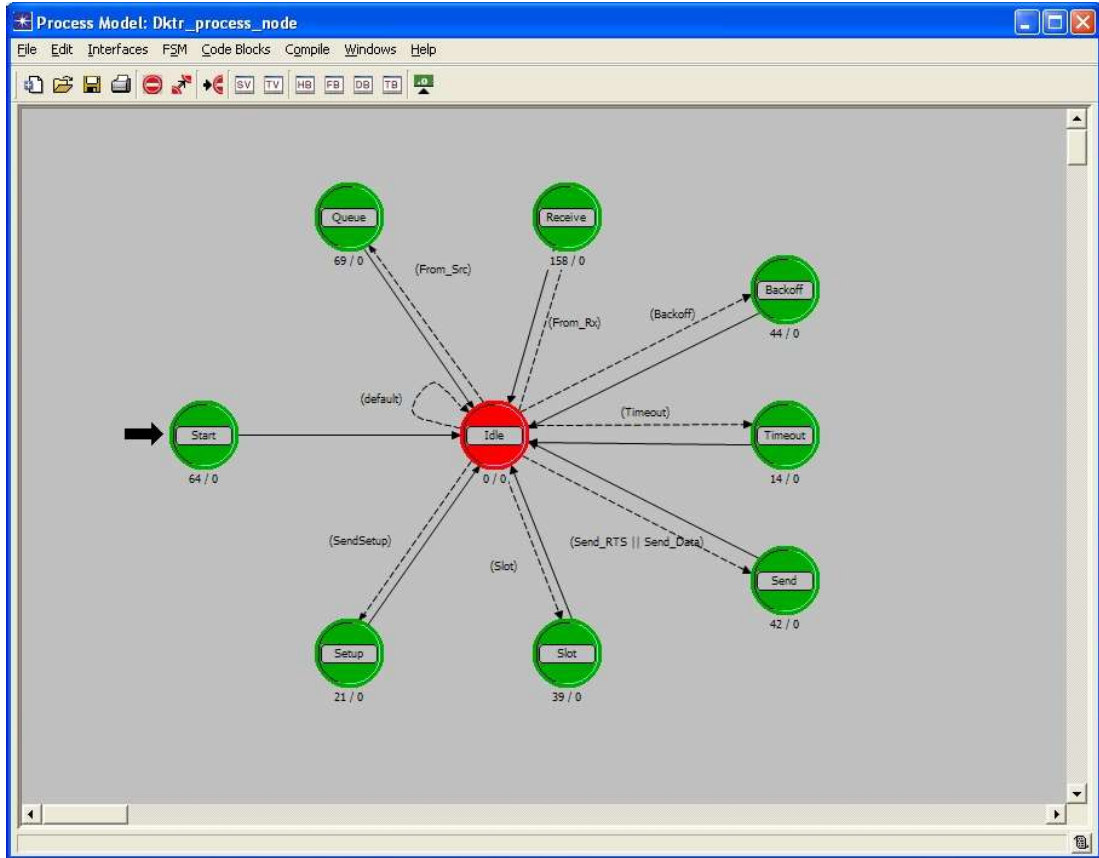 Process Model: Dktr_process_node
File Edit Interfaces FSM Code Blocks Compile Windows Help
SV TV HB FB DB TB
Queue
69 / 0
Receive
158 / 0
(From_Src)
(From_Rx)
Backoff
44 / 0
(Backoff)
(default)
(Timeout)
Start
64 / 0
Idle
0 / 0
Timeout
14 / 0
(SendSetup)
(Slot)
(Send_RTS || Send_Data)
Send
42 / 0
Setup
21 / 0
Slot
39 / 0